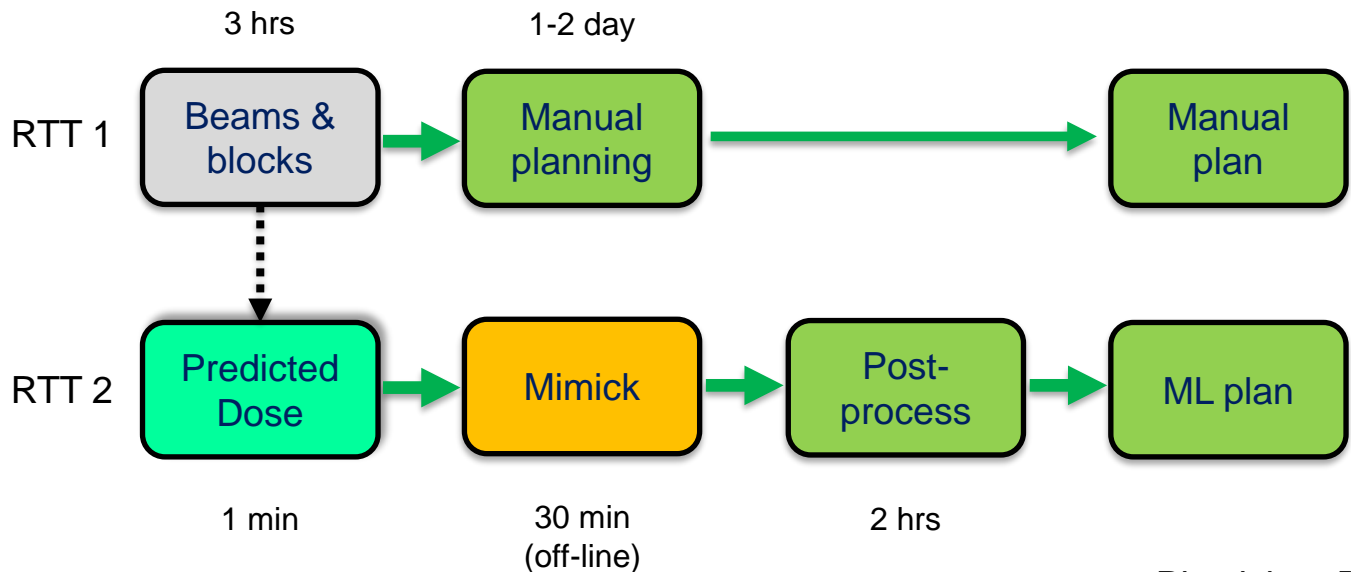 3 hrs
1-2 day
RTT 1
Beams &
blocks
Manual
planning
Manual
plan
RTT 2
Predicted
Dose
Mimick
Post-
process
ML plan
1 min
30 min
(off-line)
2 hrs